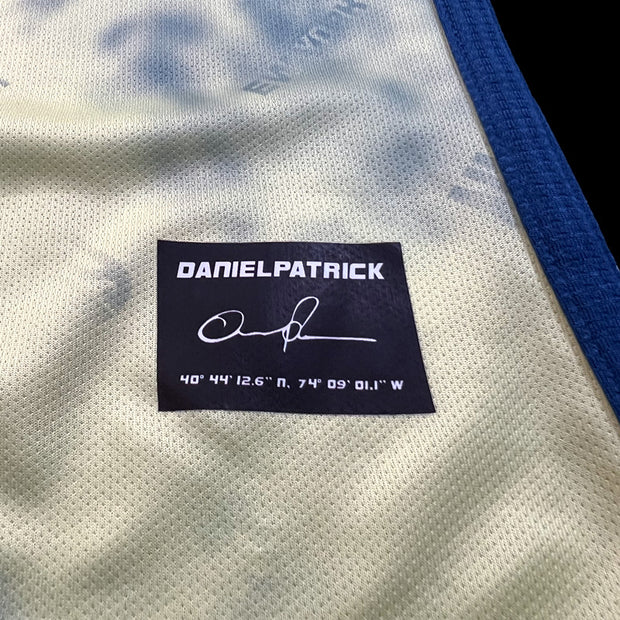 DANIELPATRICK
40° 44' 12.6" N, 74° 09' 01.1" W